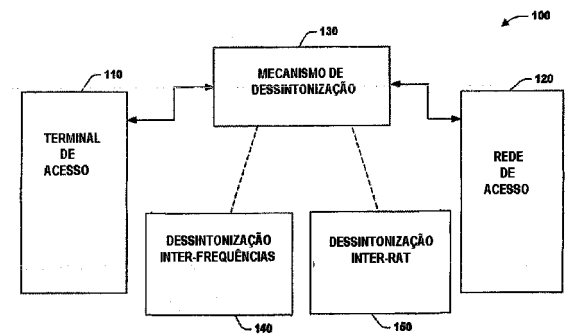 100
130
MECANISMO DE
DESSINTONIZAÇÃO
110
TERMINAL
DE
ACESSO
120
REDE
DE
ACESSO
DESSINTONIZAÇÃO
INTER-FREQUÊNCIAS
140
DESSINTONIZAÇÃO
INTER-RAT
150